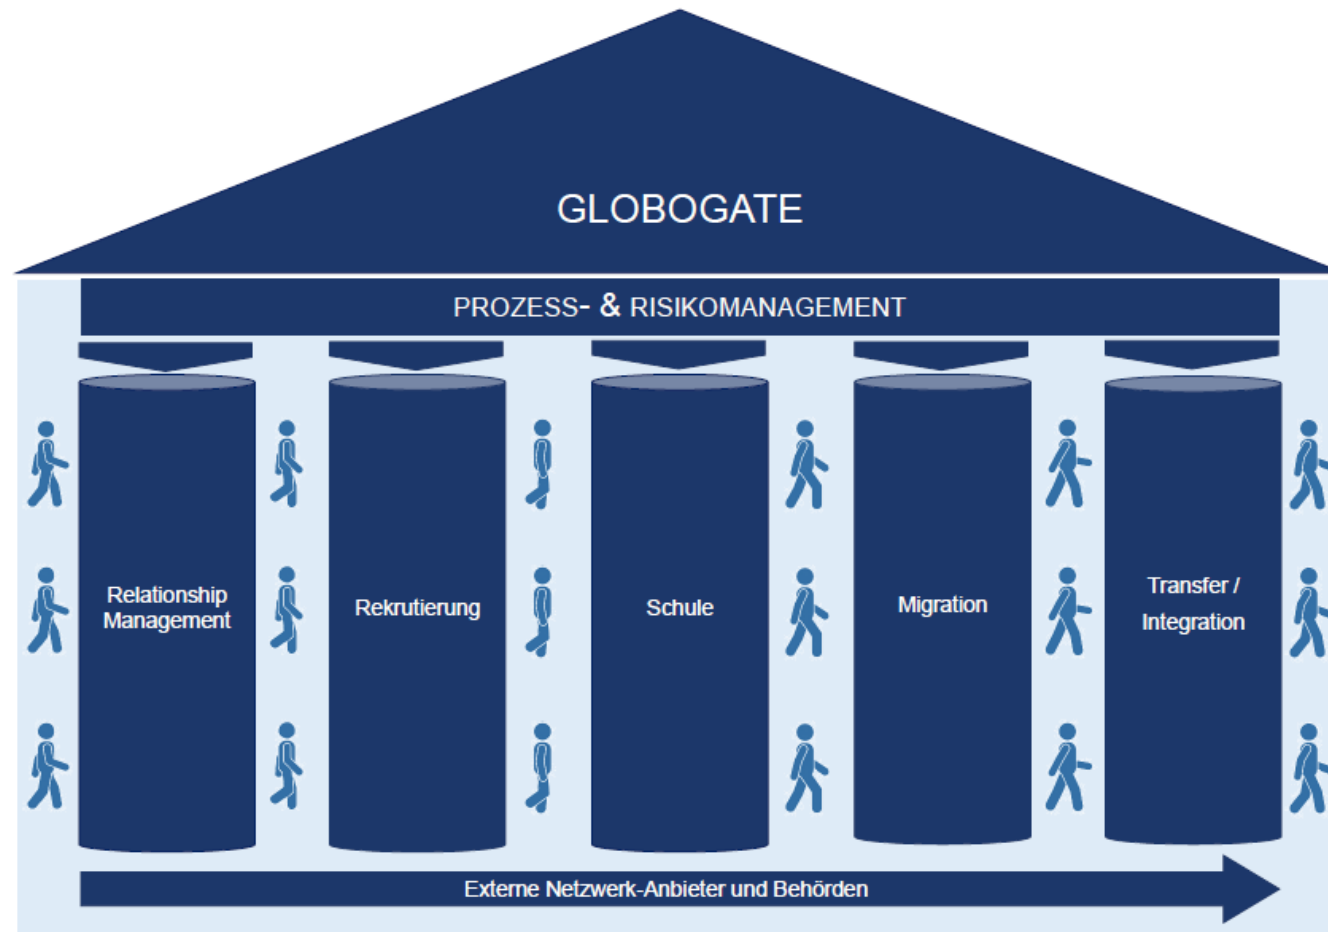 GLOBOGATE
PROZESS- & RISIKOMANAGEMENT
Relationship
Management
Rekrutierung
Schule
Migration
Transfer /
Integration
Externe Netzwerk-Anbieter und Behörden